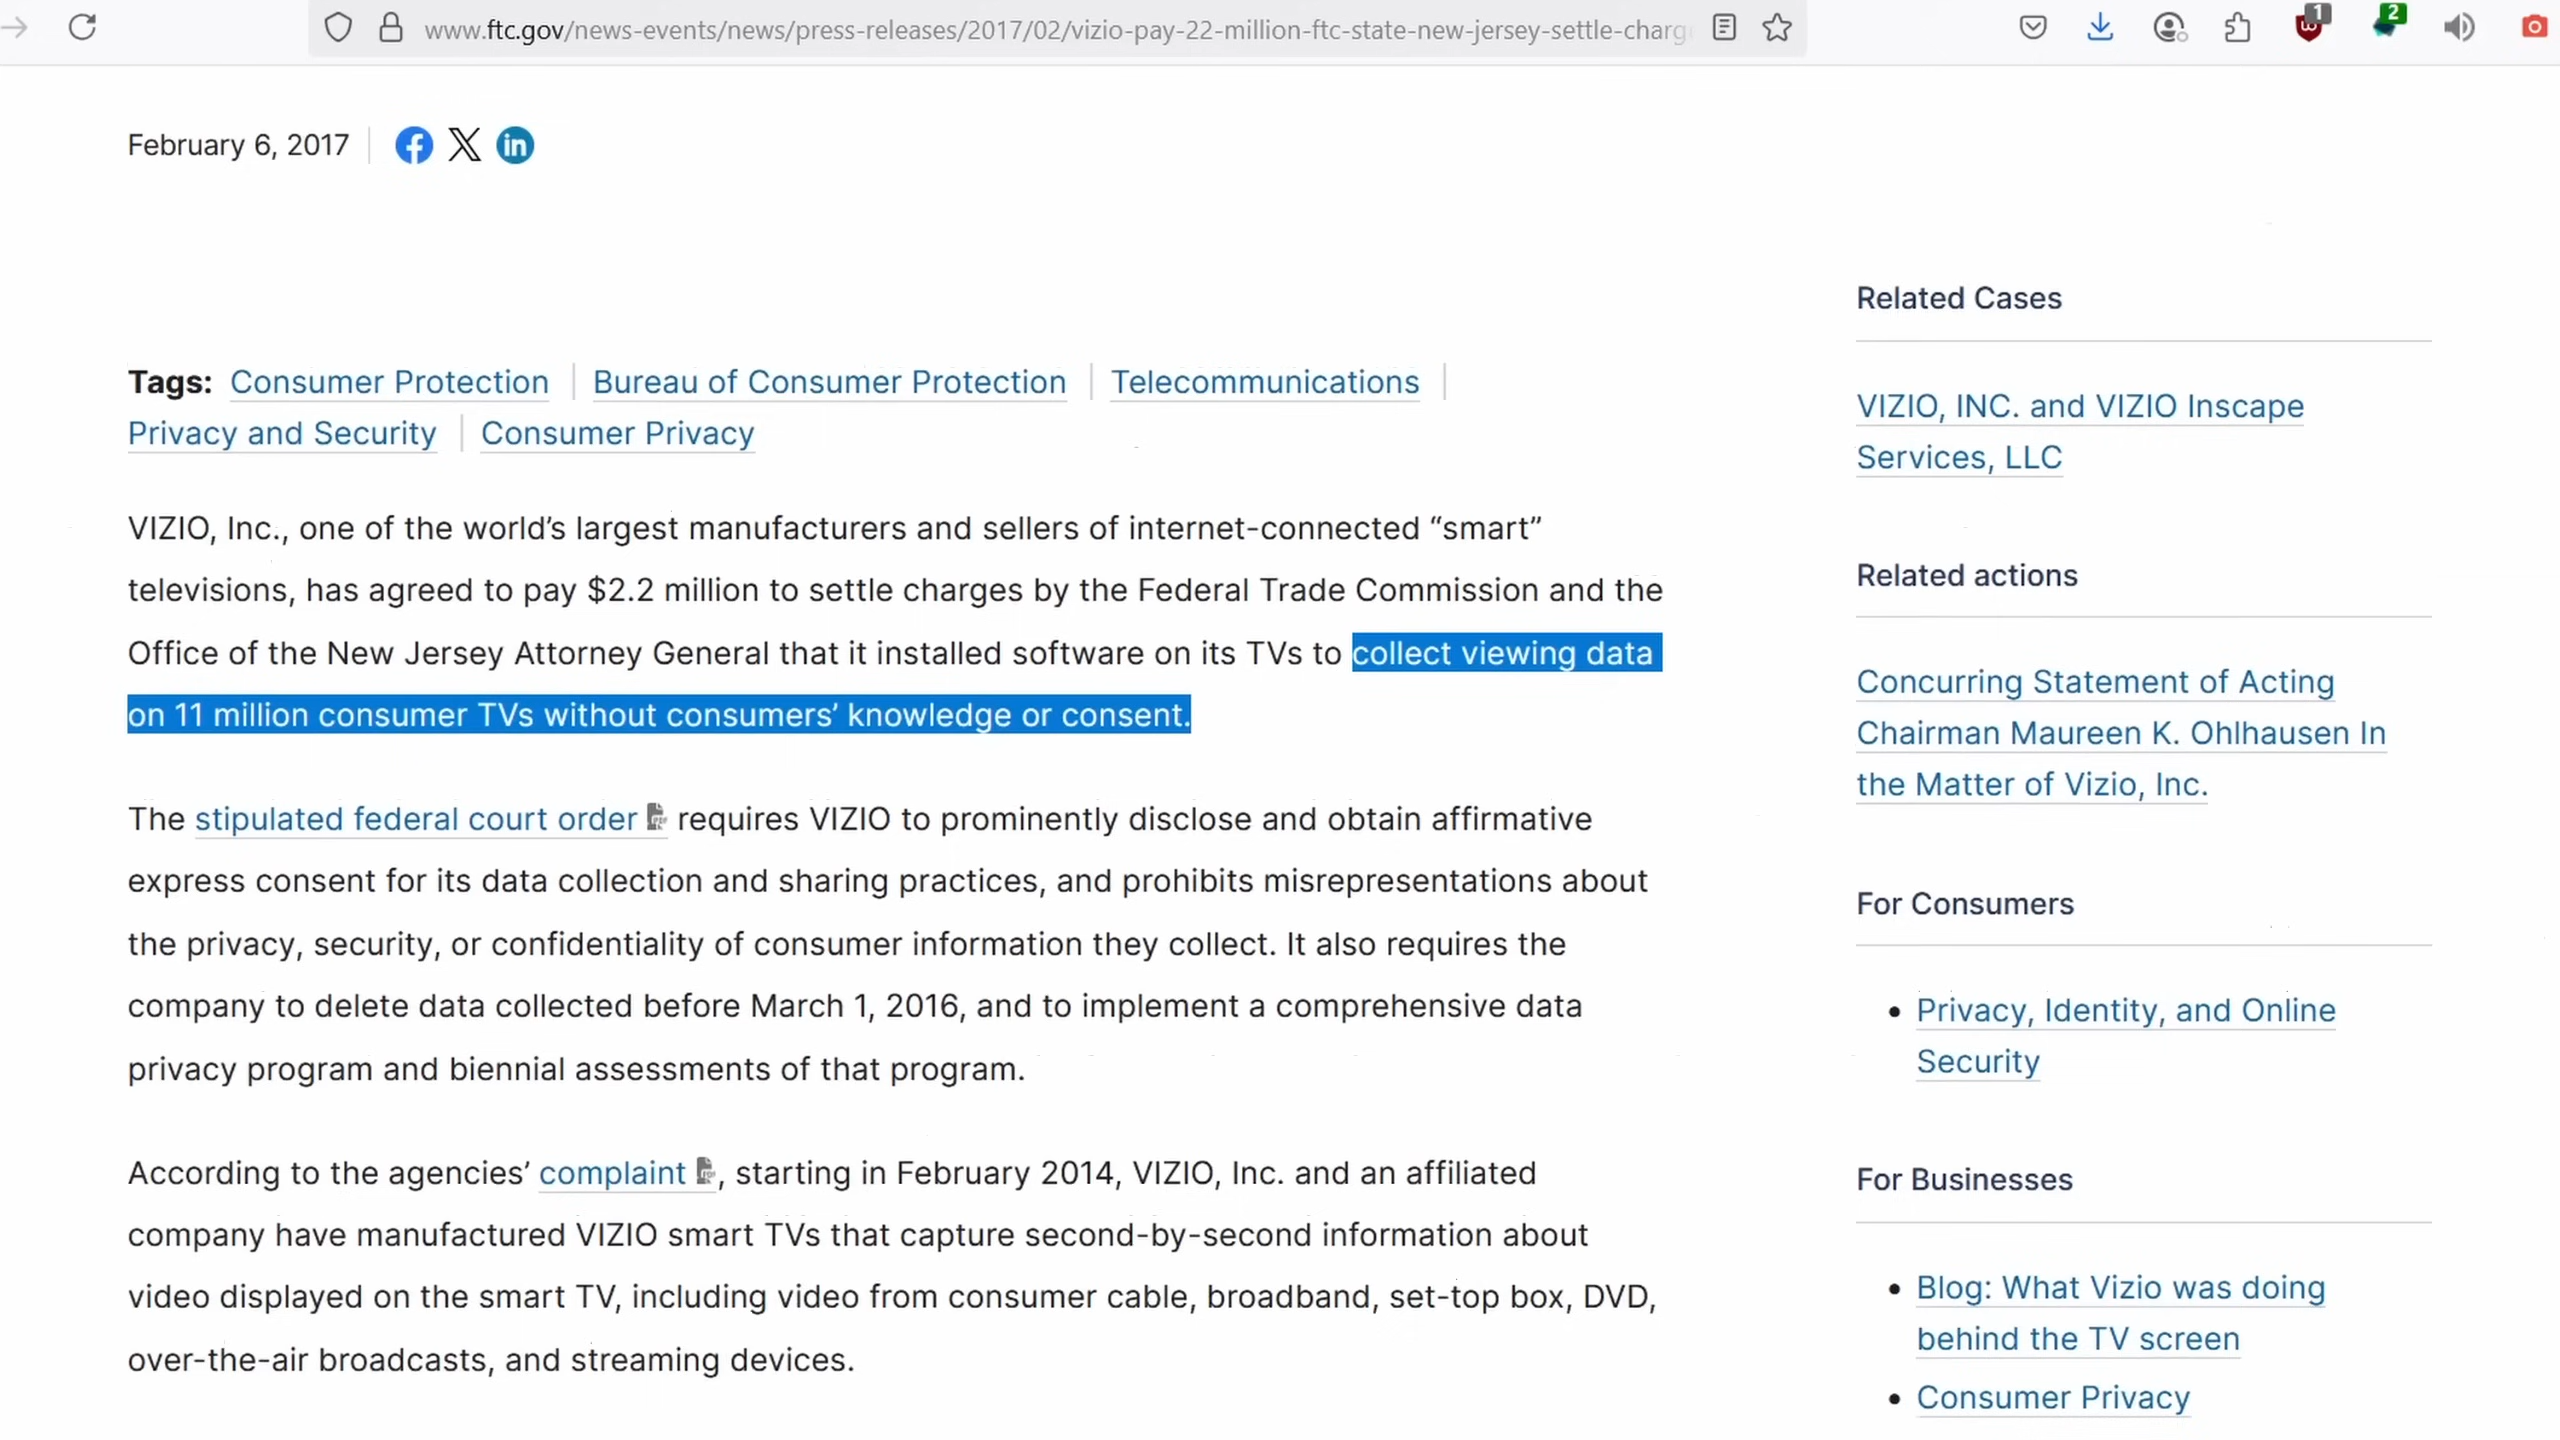 www.ftc.gov/news-events/news/press-releases/2017/02/vizio-pay-22-million-ftc-state-new-jersey-settle-charg
1
2
February 6, 2017
Tags: Consumer Protection | Bureau of Consumer Protection | Telecommunications |
Privacy and Security | Consumer Privacy
VIZIO, Inc., one of the world’s largest manufacturers and sellers of internet-connected “smart”
televisions, has agreed to pay $2.2 million to settle charges by the Federal Trade Commission and the
Office of the New Jersey Attorney General that it installed software on its TVs to collect viewing data
on 11 million consumer TVs without consumers’ knowledge or consent.
The stipulated federal court order requires VIZIO to prominently disclose and obtain affirmative
express consent for its data collection and sharing practices, and prohibits misrepresentations about
the privacy, security, or confidentiality of consumer information they collect. It also requires the
company to delete data collected before March 1, 2016, and to implement a comprehensive data
privacy program and biennial assessments of that program.
According to the agencies’ complaint , starting in February 2014, VIZIO, Inc. and an affiliated
company have manufactured VIZIO smart TVs that capture second-by-second information about
video displayed on the smart TV, including video from consumer cable, broadband, set-top box, DVD,
over-the-air broadcasts, and streaming devices.
Related Cases
VIZIO, INC. and VIZIO Inscape
Services, LLC
Related actions
Concurring Statement of Acting
Chairman Maureen K. Ohlhausen In
the Matter of Vizio, Inc.
For Consumers
• Privacy, Identity, and Online
Security
For Businesses
• Blog: What Vizio was doing
behind the TV screen
• Consumer Privacy